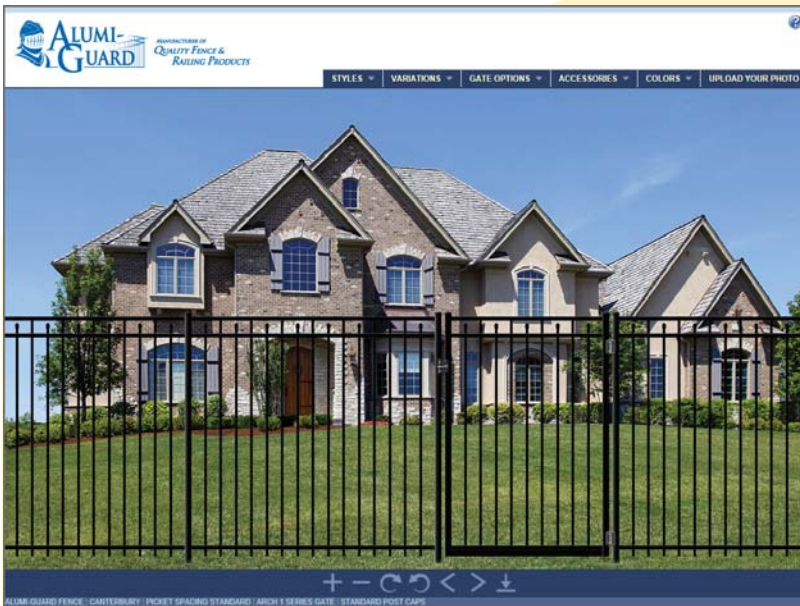 ALUMI-GUARD
MANUFACTURER OF
QUALITY FENCE &
RAILING PRODUCTS
STYLES VARIATIONS GATE OPTIONS ACCESSORIES COLORS UPLOAD YOUR PHOTO
ALUMI-GUARD FENCE : CANTERBURY : PICKET SPACING STANDARD : ARCH 1 SERIES GATE : STANDARD POST CAPS